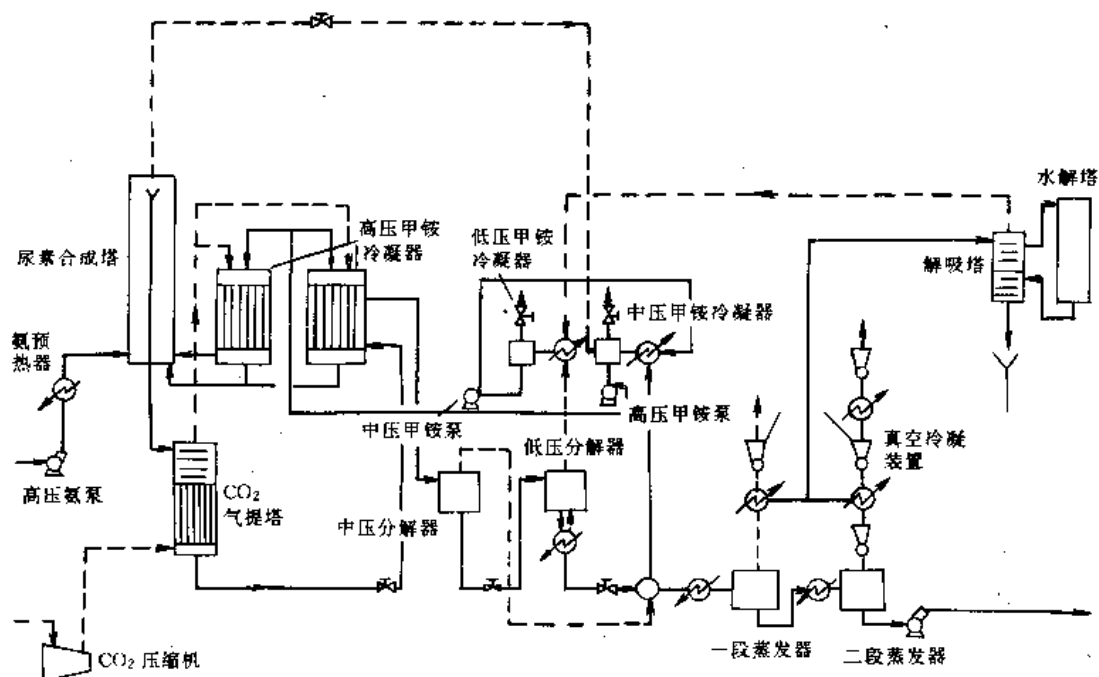 水解塔
高压甲铵
冷凝器
低压甲铵
冷凝器
尿素合成塔
解吸塔
中压甲铵冷凝器
氨预
热器
高压甲铵泵
中压甲铵泵
真空冷凝
装置
低压分解器
高压氨泵
CO₂
气提塔
中压分解器
一段蒸发器
二段蒸发器
CO₂ 压缩机